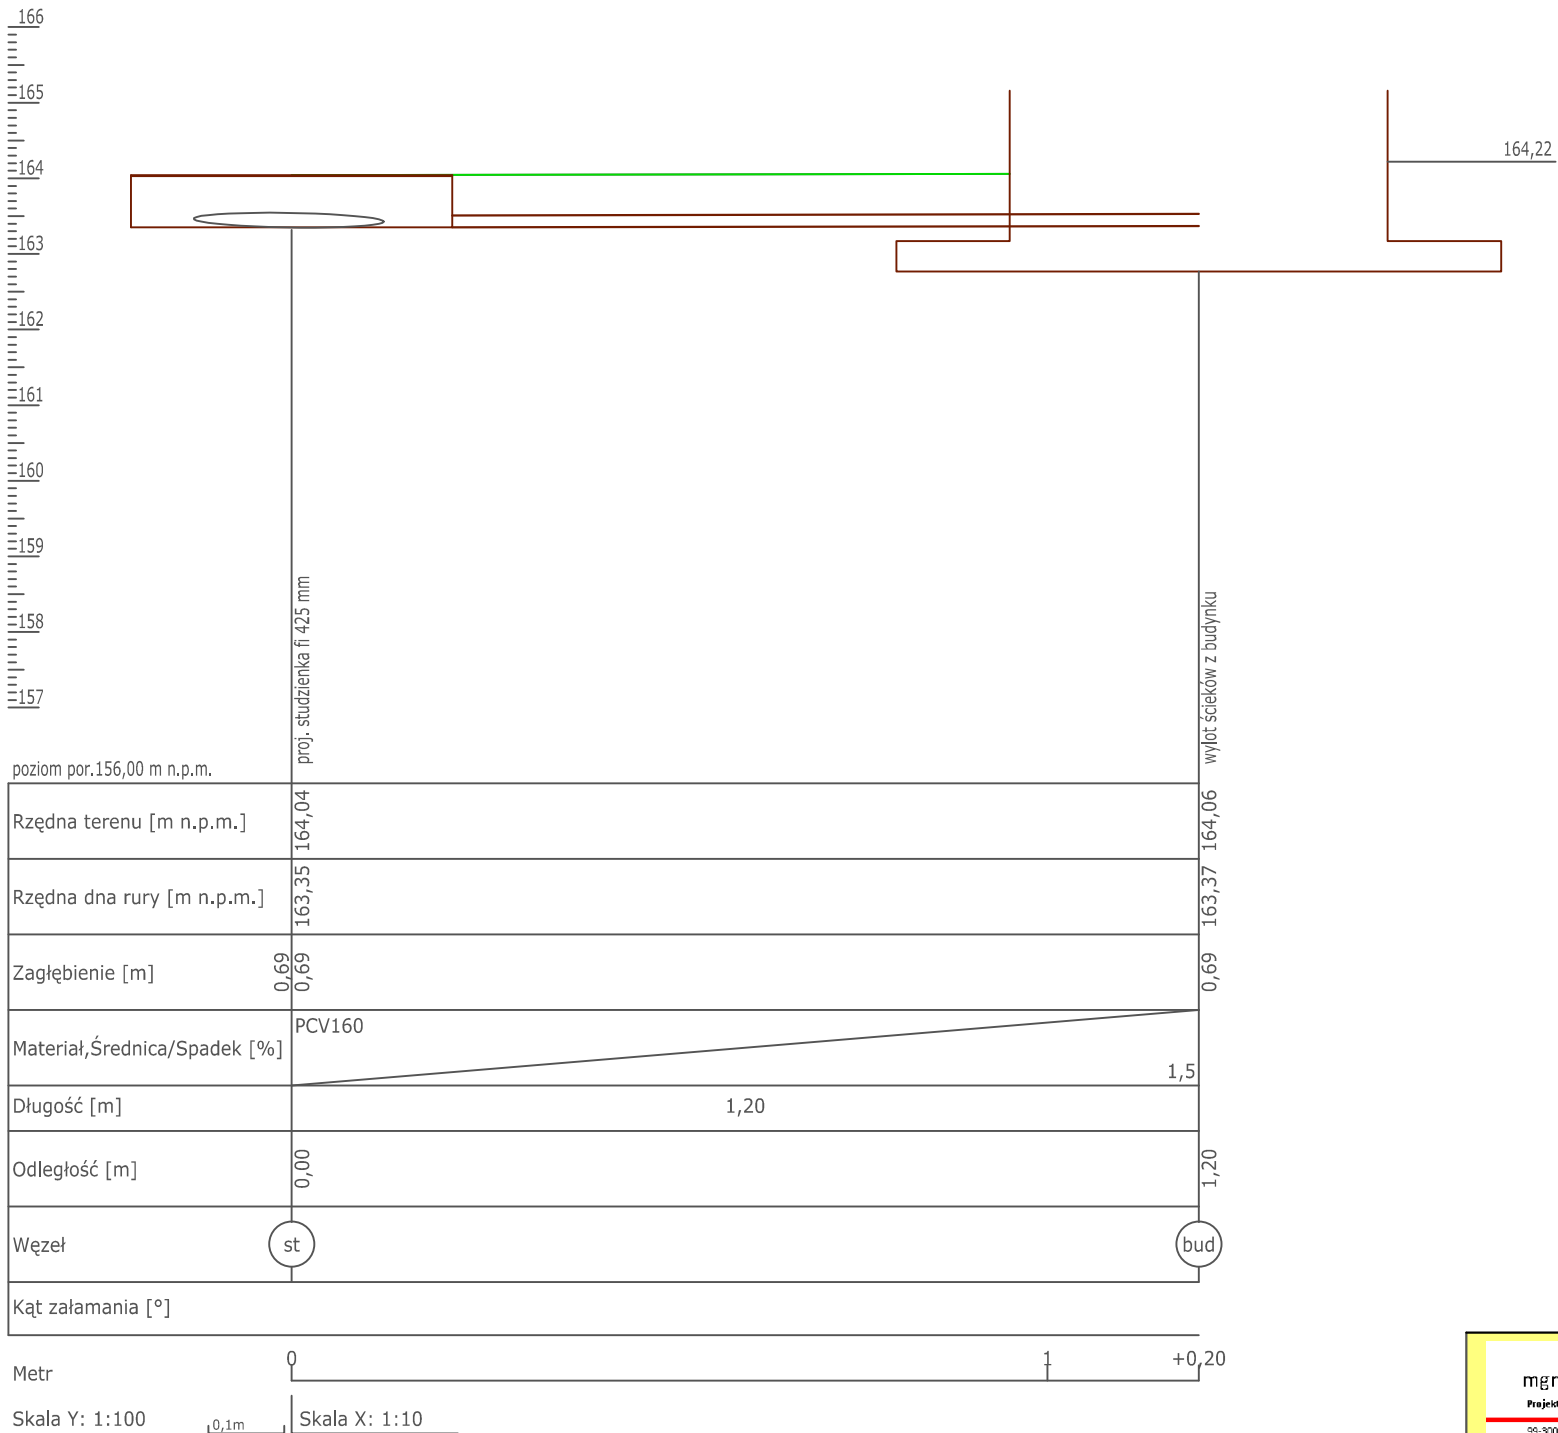 166
165
164
163
162
161
160
159
158
157
164,22
proj. studzienka fi 425 mm
wylot ścieków z budynku
poziom por.156,00 m n.p.m.
Rzędna terenu [m n.p.m.] 164,04 164,06
Rzędna dna rury [m n.p.m.] 163,35 163,37
Zagłębienie [m] 0,69 0,69 0,69
Materiał,Średnica/Spadek [%] PCV160 1,5
Długość [m] 1,20
Odległość [m] 0,00 1,20
Węzeł st bud
Kąt załamania [°]
Metr 0 1 +0,20
Skala Y: 1:100 0,1m Skala X: 1:10